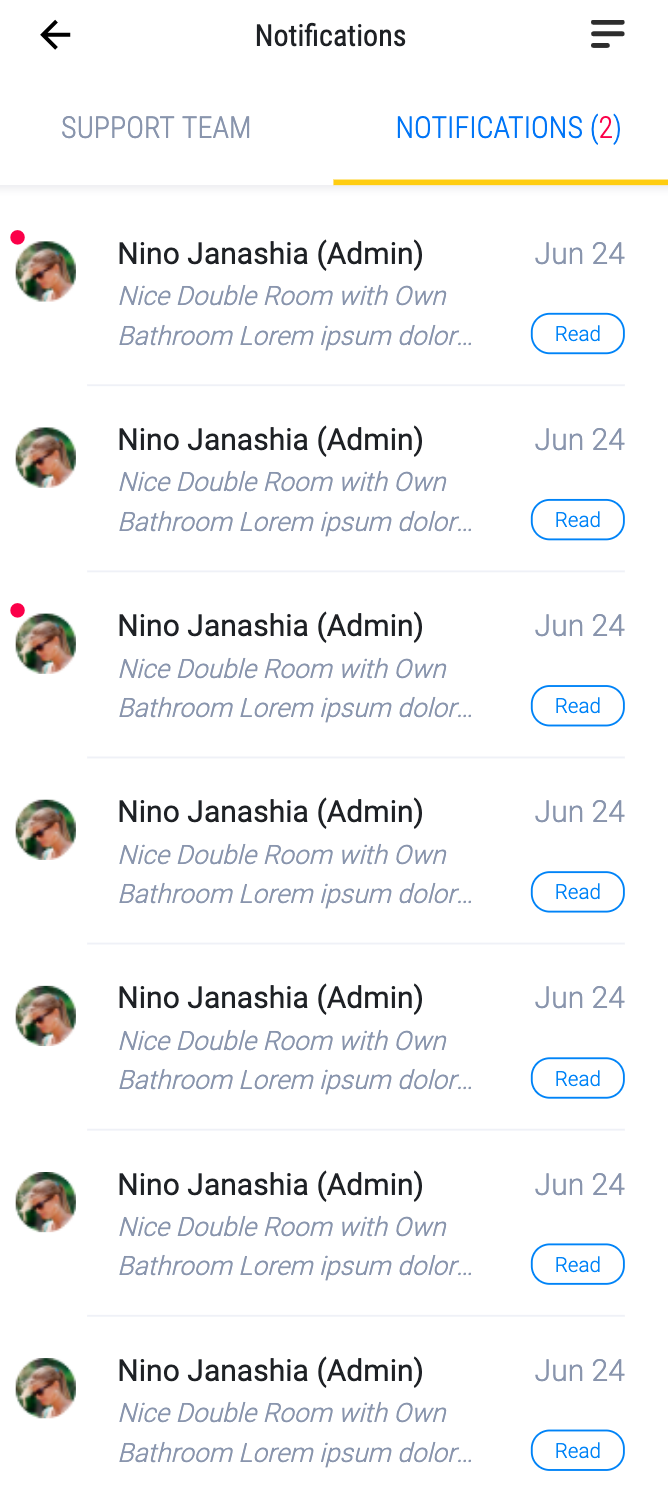 Notifications
SUPPORT TEAM
NOTIFICATIONS (2)
Nino Janashia (Admin)
Jun 24
Nice Double Room with Own
Bathroom Lorem ipsum dolor...
Read
Nino Janashia (Admin)
Jun 24
Nice Double Room with Own
Bathroom Lorem ipsum dolor...
Read
Nino Janashia (Admin)
Jun 24
Nice Double Room with Own
Bathroom Lorem ipsum dolor...
Read
Nino Janashia (Admin)
Jun 24
Nice Double Room with Own
Bathroom Lorem ipsum dolor...
Read
Nino Janashia (Admin)
Jun 24
Nice Double Room with Own
Bathroom Lorem ipsum dolor...
Read
Nino Janashia (Admin)
Jun 24
Nice Double Room with Own
Bathroom Lorem ipsum dolor...
Read
Nino Janashia (Admin)
Jun 24
Nice Double Room with Own
Bathroom Lorem ipsum dolor...
Read